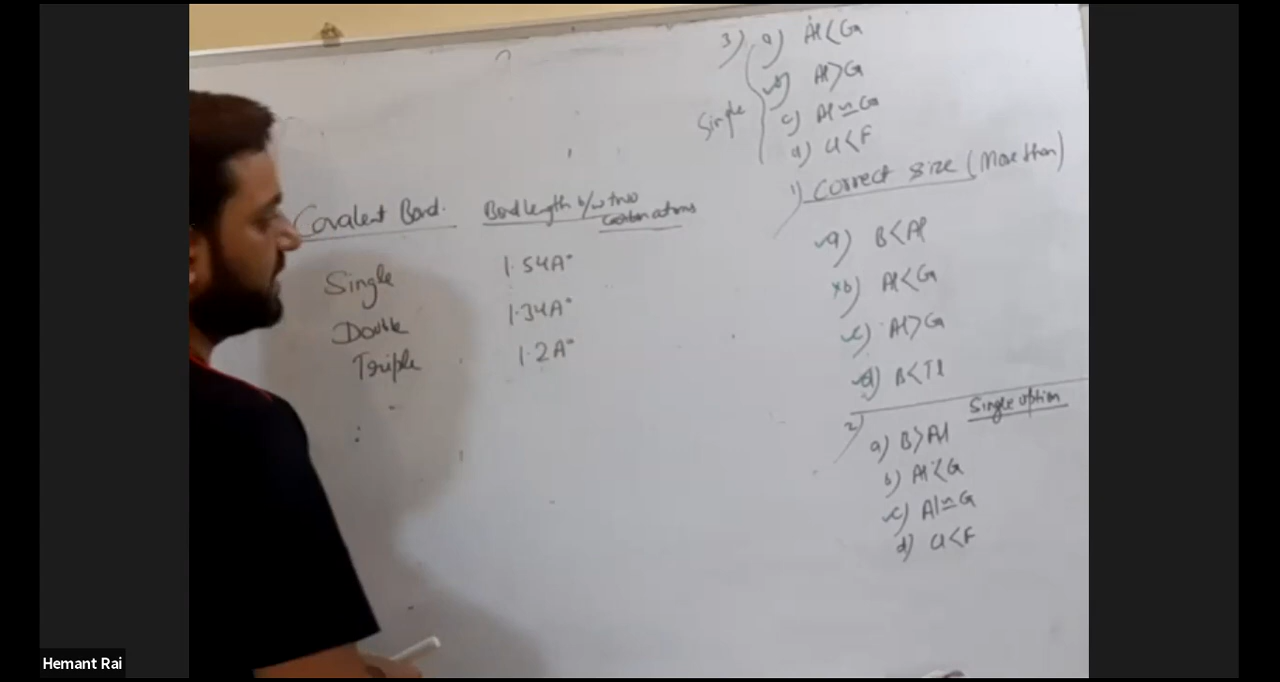 Covalent Bond.
Bond length b/w two
Carbon atoms
Single
1.54A°
Double
1.34A°
Triple
1.2A°
3) a) Al<Ga
b) Al>Ga
Single
c) Al≃Ga
d) Cl<F
1) Correct size (More than)
a) B<Al
×b) Al<Ga
c) Al>Ga
d) B<Tl
2)
Single option
a) B>Al
b) Al<Ga
c) Al≃Ga
d) Cl<F
Hemant Rai